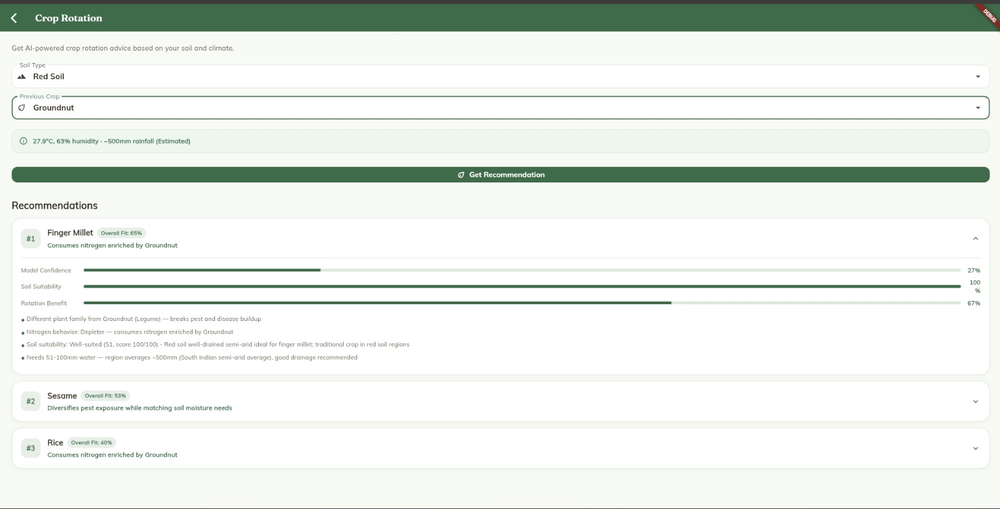 Crop Rotation
DEBUG
Get AI-powered crop rotation advice based on your soil and climate.
Soil Type
Red Soil
Previous Crop
Groundnut
27.9°C, 63% humidity · ~500mm rainfall (Estimated)
Get Recommendation
Recommendations
#1
Finger Millet
Overall Fit: 65%
Consumes nitrogen enriched by Groundnut
Model Confidence
27%
Soil Suitability
100
%
Rotation Benefit
67%
• Different plant family from Groundnut (Legume) — breaks pest and disease buildup
• Nitrogen behavior: Depleter — consumes nitrogen enriched by Groundnut
• Soil suitability: Well-suited (S1, score 100/100) - Red soil well-drained semi-arid ideal for finger millet; traditional crop in red soil regions
• Needs 51-100mm water — region averages ~500mm (South Indian semi-arid average), good drainage recommended
#2
Sesame
Overall Fit: 53%
Diversifies pest exposure while matching soil moisture needs
#3
Rice
Overall Fit: 40%
Consumes nitrogen enriched by Groundnut